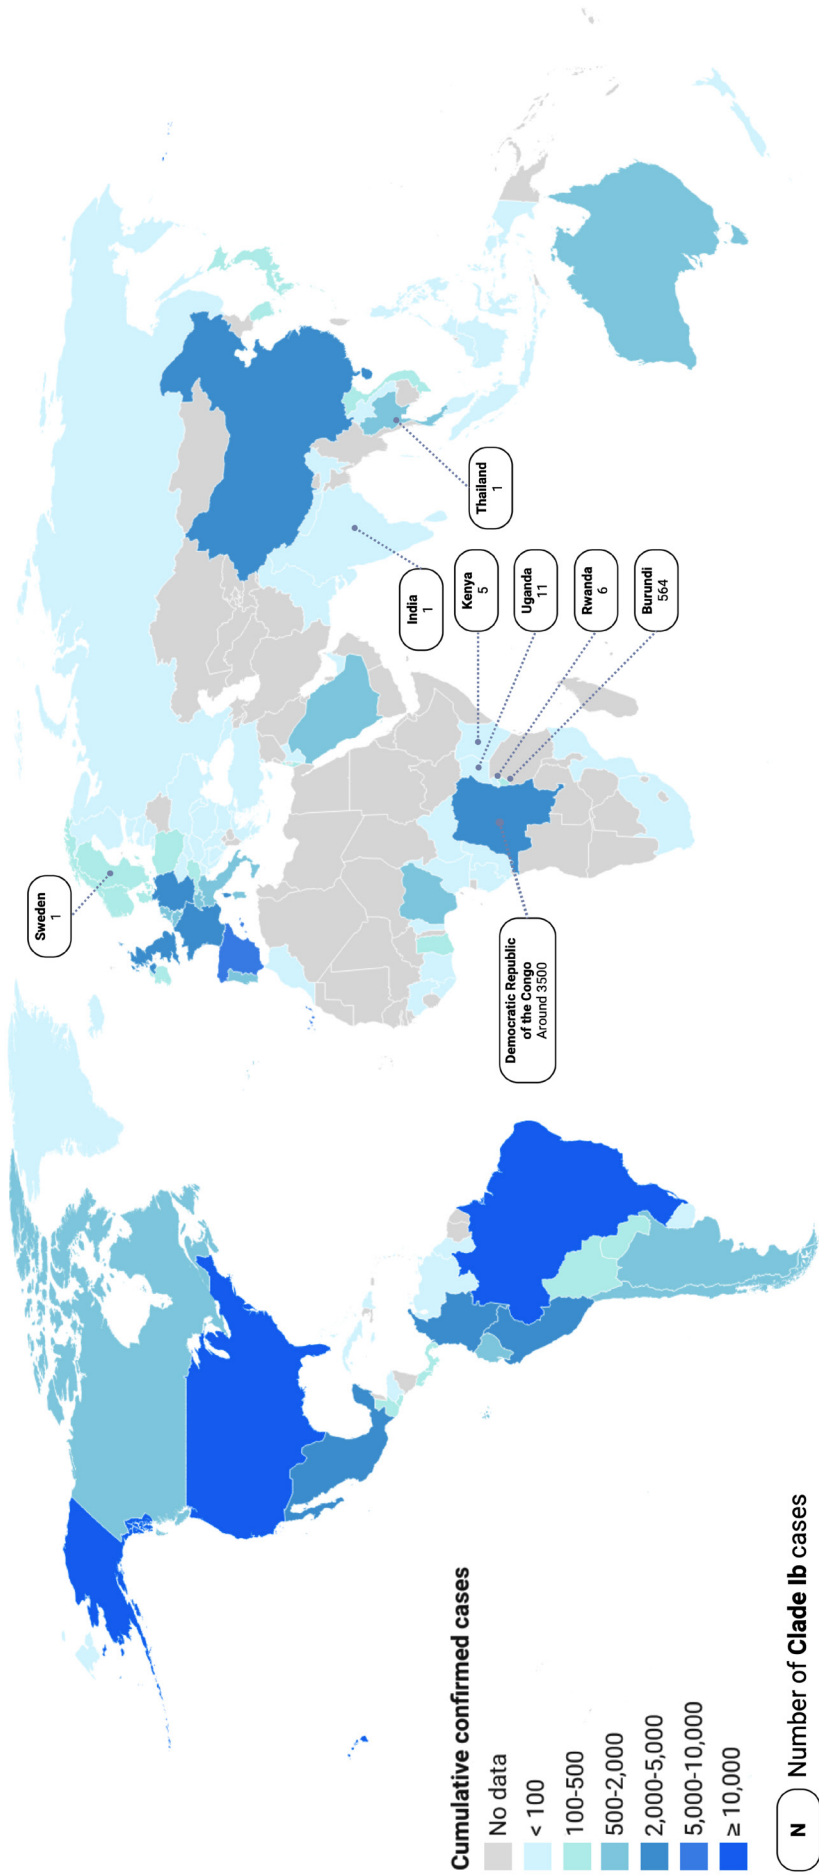 Sweden
1
Thailand
1
India
1
Kenya
5
Uganda
11
Rwanda
6
Burundi
564
Democratic Republic
of the Congo
Around 3500
Cumulative confirmed cases
No data
< 100
100-500
500-2,000
2,000-5,000
5,000-10,000
≥ 10,000
N Number of Clade Ib cases